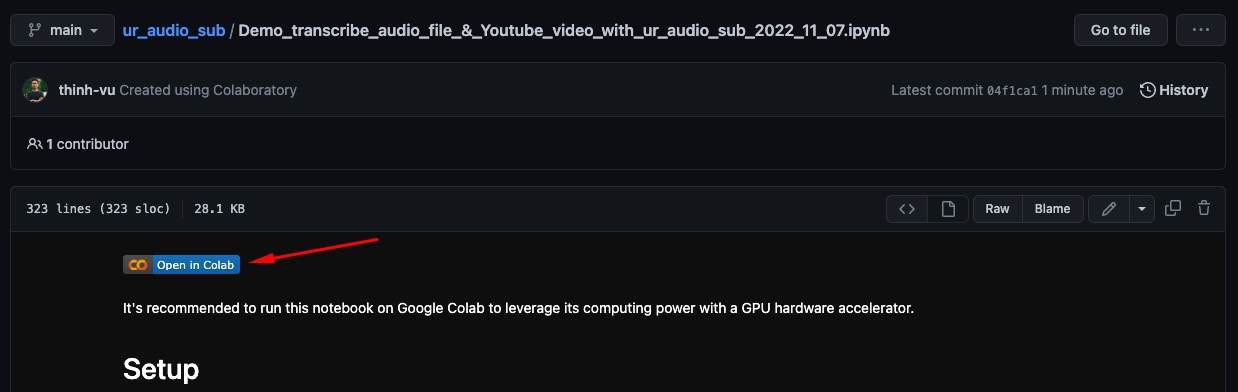 main ur_audio_sub / Demo_transcribe_audio_file_&_Youtube_video_with_ur_audio_sub_2022_11_07.ipynb Go to file ...
thinh-vu Created using Colaboratory Latest commit 04f1ca1 1 minute ago History
1 contributor
323 lines (323 sloc) 28.1 KB Raw Blame
Open in Colab
It's recommended to run this notebook on Google Colab to leverage its computing power with a GPU hardware accelerator.
Setup